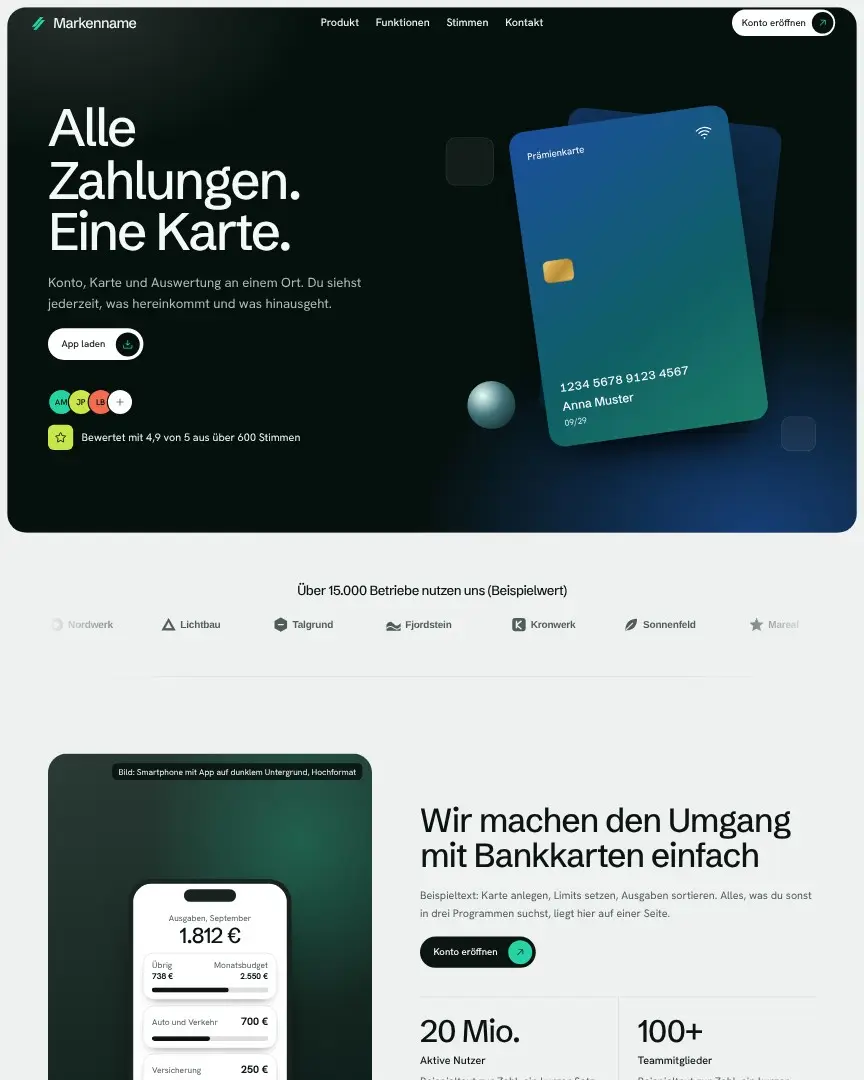 Markenname
Produkt Funktionen Stimmen Kontakt
Konto eröffnen
Alle
Zahlungen.
Eine Karte.
Konto, Karte und Auswertung an einem Ort. Du siehst
jederzeit, was hereinkommt und was hinausgeht.
App laden
AM JP LB +
Bewertet mit 4,9 von 5 aus über 600 Stimmen
Prämienkarte
1234 5678 9123 4567
Anna Muster
09/29
Über 15.000 Betriebe nutzen uns (Beispielwert)
Nordwerk Lichtbau Talgrund Fjordstein Kronwerk Sonnenfeld Mareal
Bild: Smartphone mit App auf dunklem Untergrund, Hochformat
Ausgaben, September
1.812 €
Übrig Monatsbudget
738 € 2.550 €
Auto und Verkehr 700 €
Versicherung 250 €
Wir machen den Umgang
mit Bankkarten einfach
Beispieltext: Karte anlegen, Limits setzen, Ausgaben sortieren. Alles, was du sonst
in drei Programmen suchst, liegt hier auf einer Seite.
Konto eröffnen
20 Mio.
Aktive Nutzer
100+
Teammitglieder